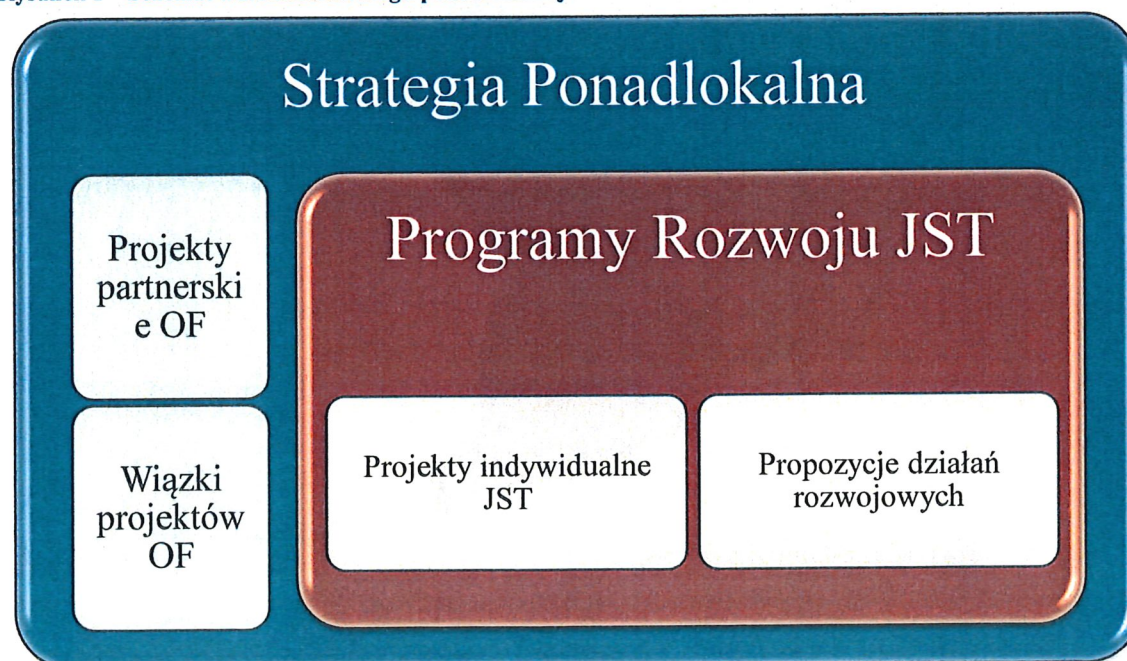 Strategia Ponadlokalna
Projekty
partnerski
e OF
Programy Rozwoju JST
Wiązki
projektów
OF
Projekty indywidualne
JST
Propozycje działań
rozwojowych